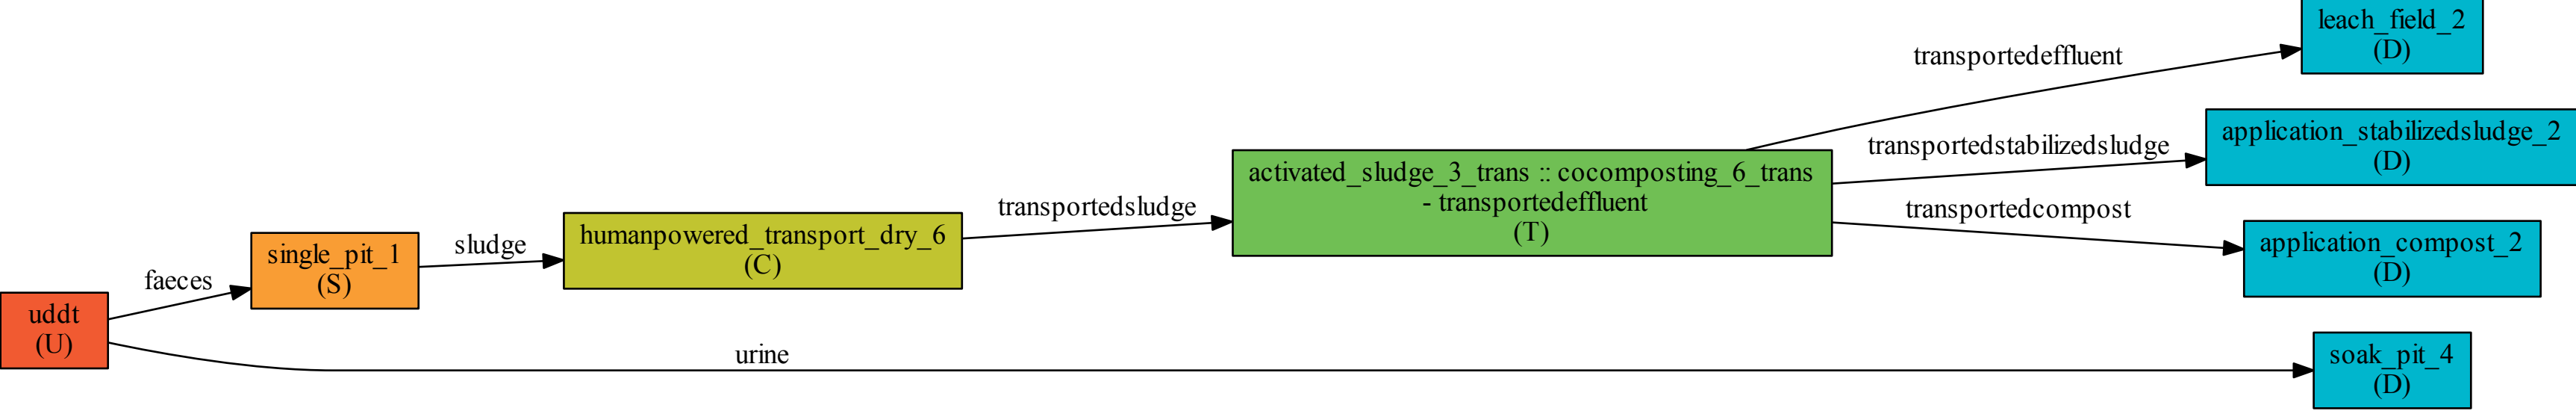 uddt
(U)
faeces
urine
single_pit_1
(S)
sludge
humanpowered_transport_dry_6
(C)
transportedsludge
activated_sludge_3_trans :: cocomposting_6_trans
- transportedeffluent
(T)
transportedeffluent
transportedstabilizedsludge
transportedcompost
leach_field_2
(D)
application_stabilizedsludge_2
(D)
application_compost_2
(D)
soak_pit_4
(D)